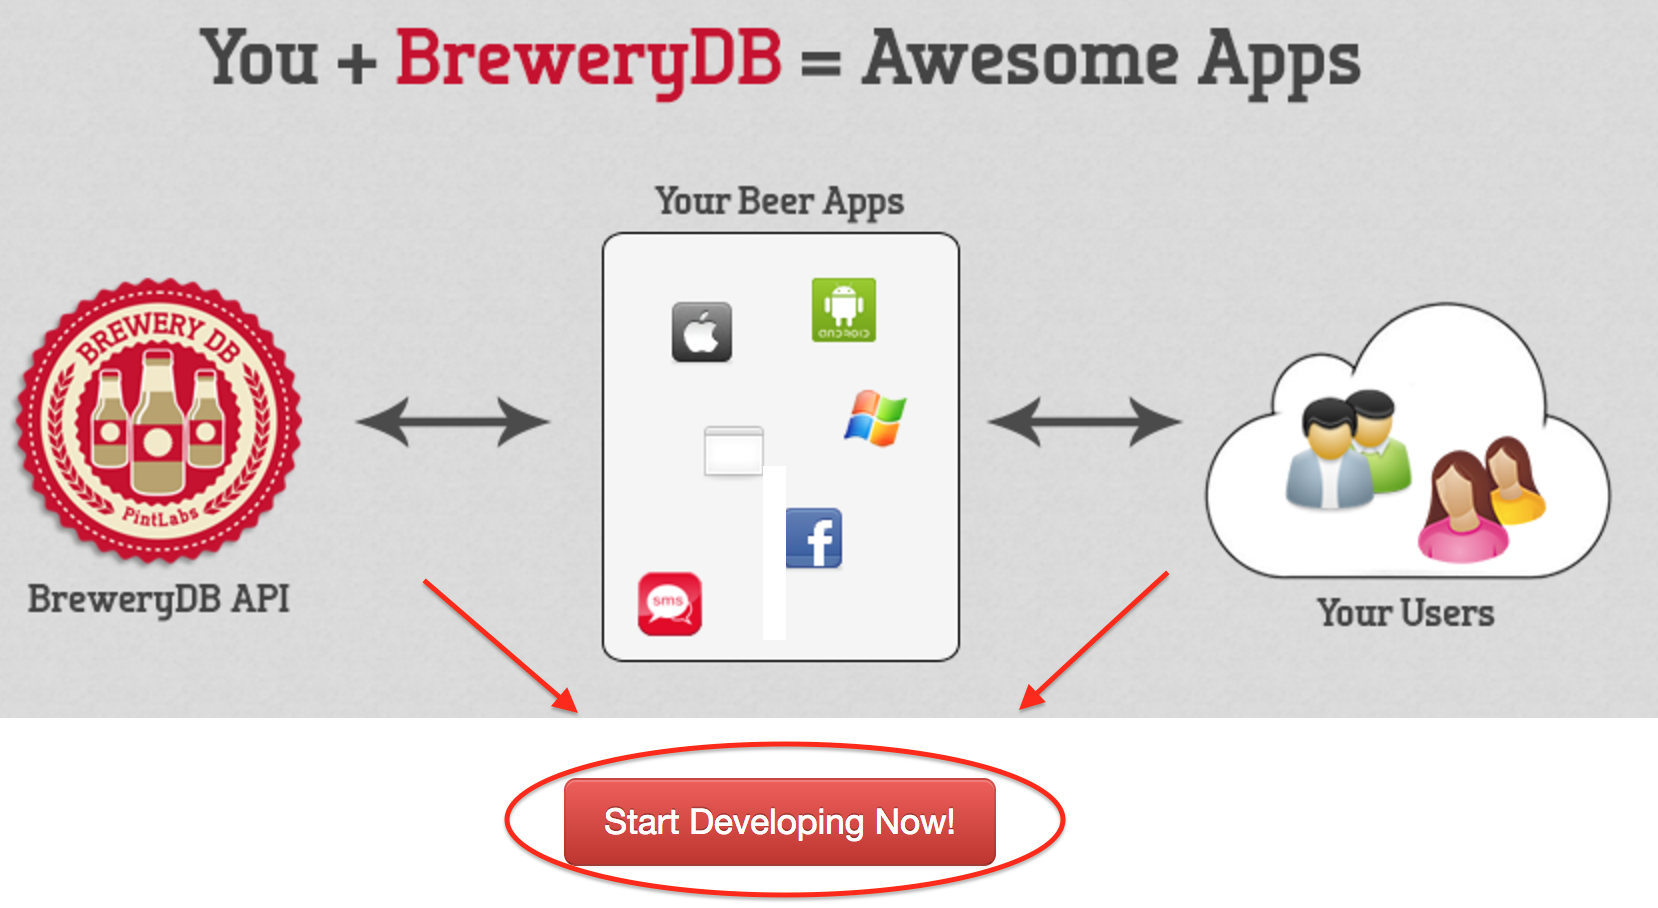 You + BreweryDB = Awesome Apps
Your Beer Apps
ANDROID
BREWERY DB
PintLabs
sms
f
BreweryDB API
Your Users
Start Developing Now!